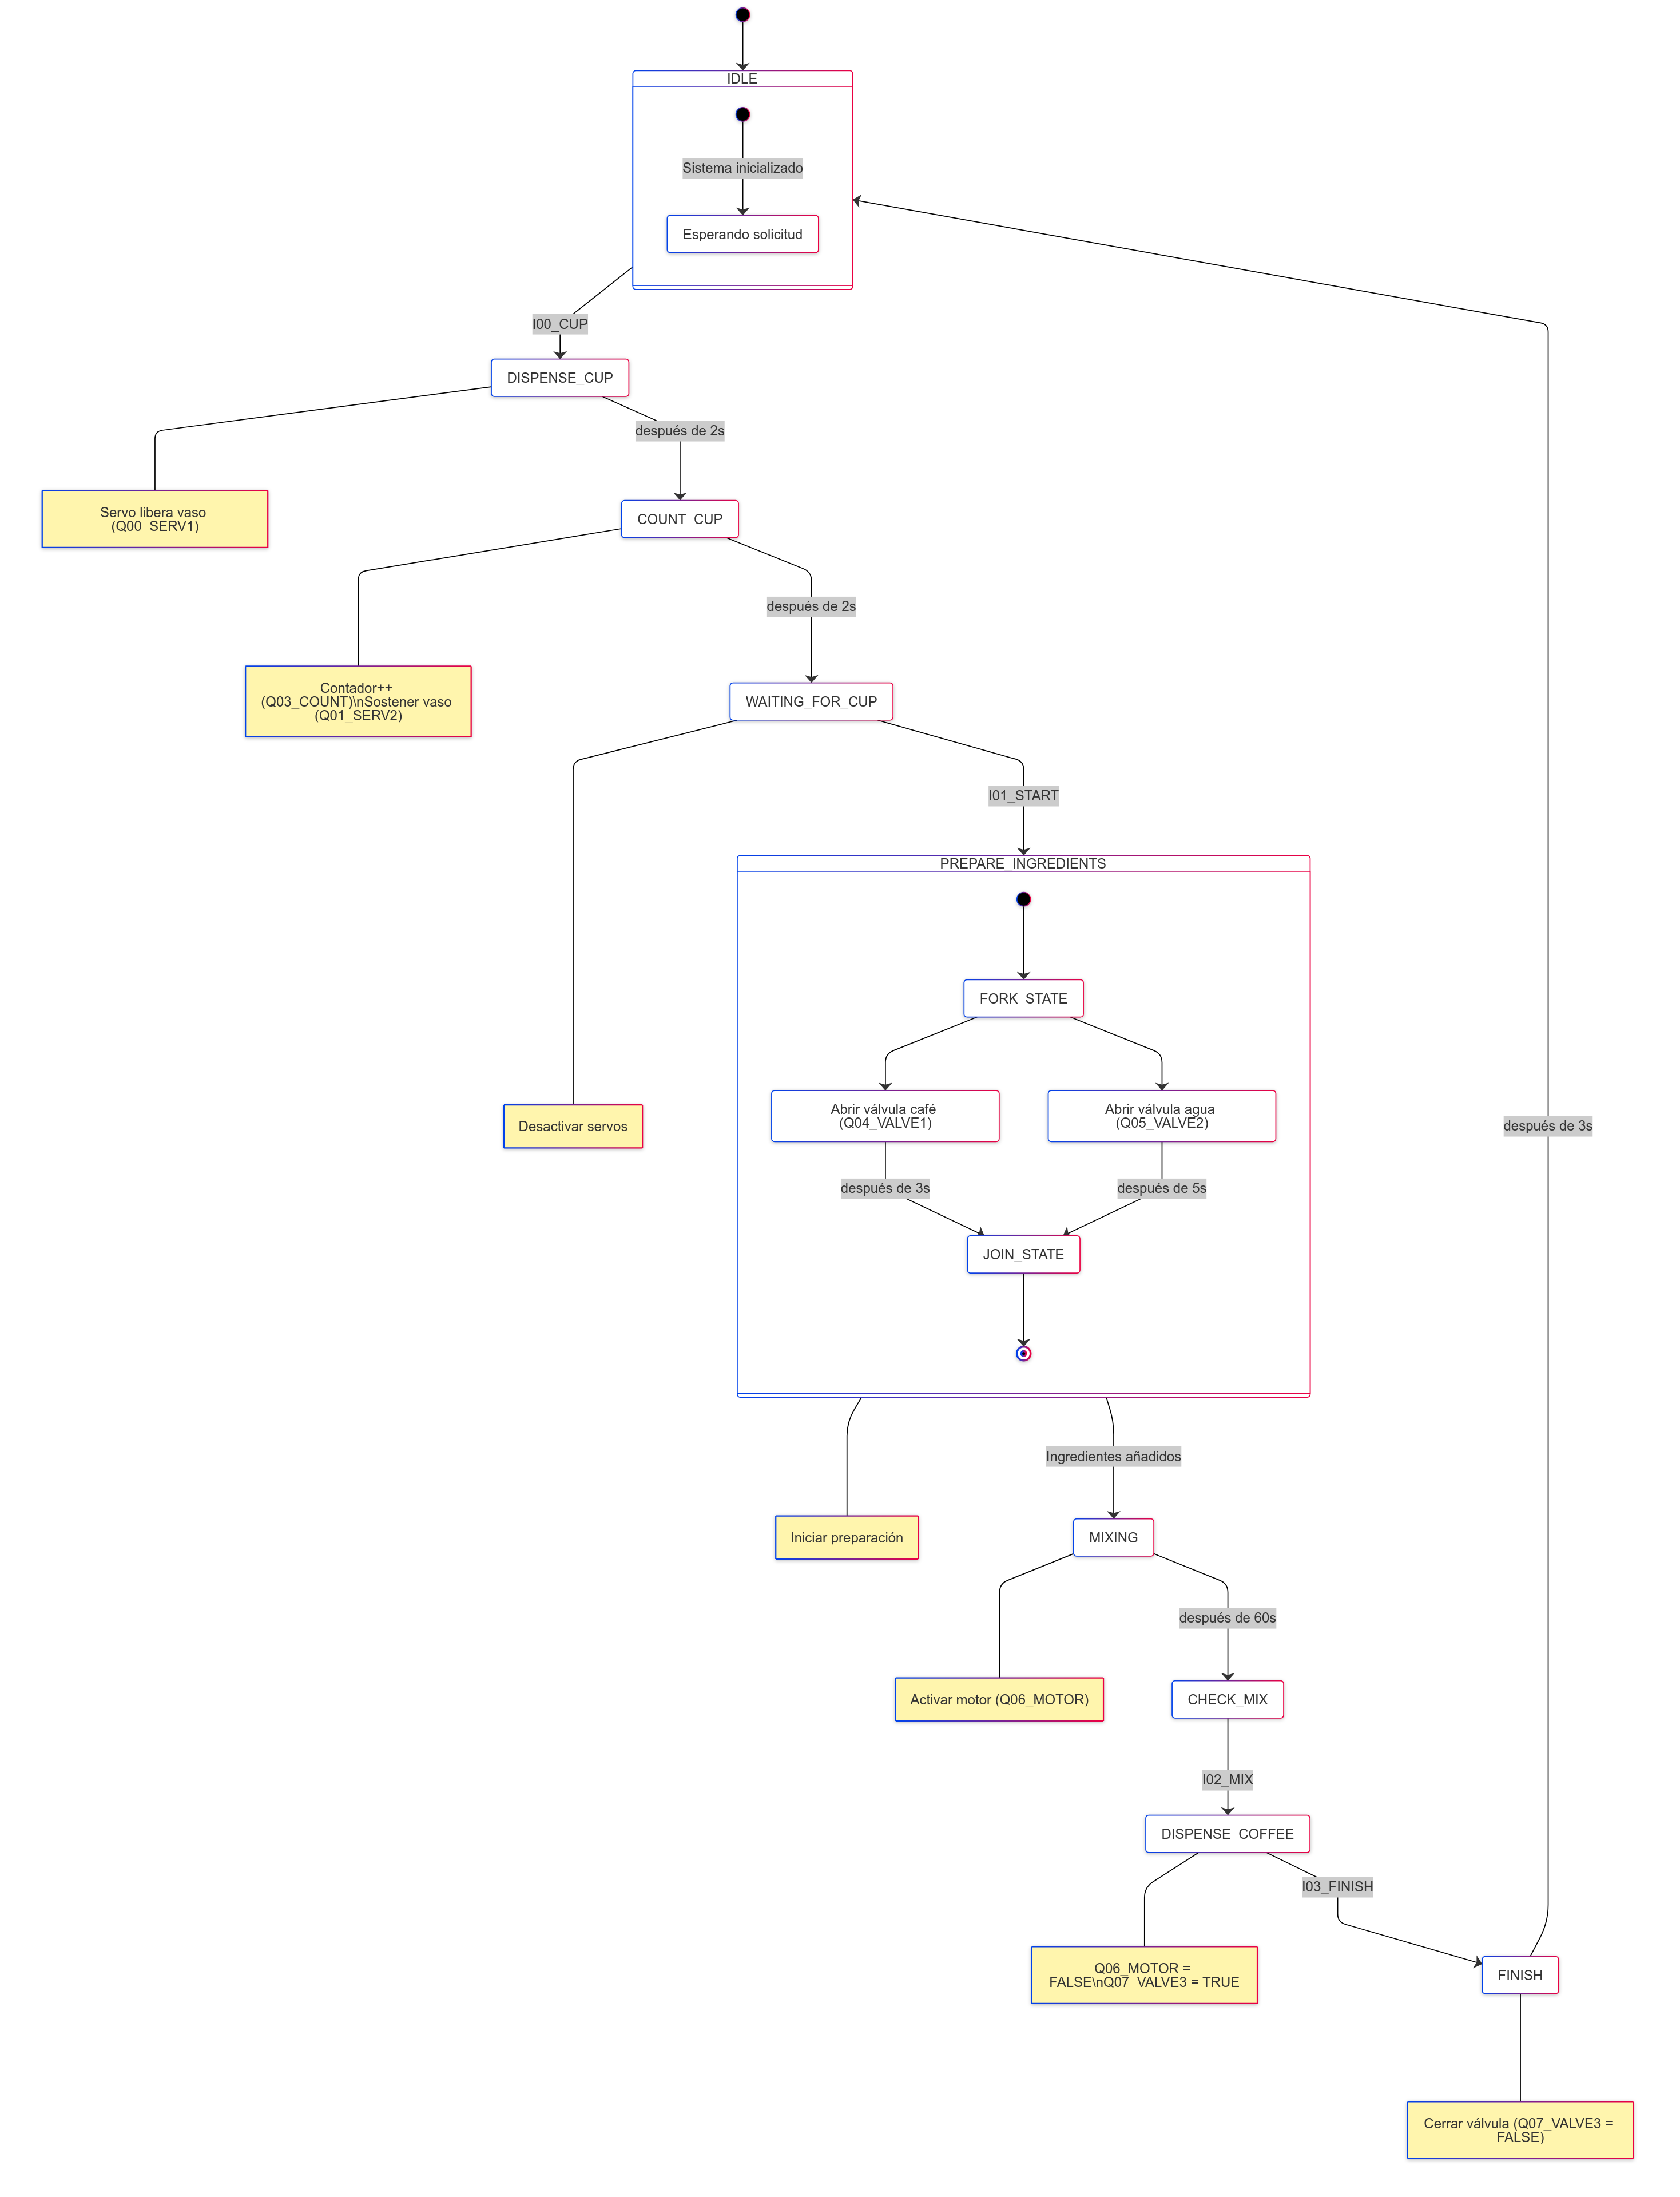 IDLE
Sistema inicializado
Esperando solicitud
I00_CUP
DISPENSE_CUP
después de 2s
Servo libera vaso
(Q00_SERV1)
COUNT_CUP
después de 2s
Contador++
(Q03_COUNT)\nSostener vaso
(Q01_SERV2)
WAITING_FOR_CUP
I01_START
PREPARE_INGREDIENTS
FORK_STATE
Abrir válvula café
(Q04_VALVE1)
Abrir válvula agua
(Q05_VALVE2)
Desactivar servos
después de 3s
después de 3s
después de 5s
JOIN_STATE
Ingredientes añadidos
Iniciar preparación
MIXING
después de 60s
Activar motor (Q06_MOTOR)
CHECK_MIX
I02_MIX
DISPENSE_COFFEE
I03_FINISH
Q06_MOTOR =
FALSE\nQ07_VALVE3 = TRUE
FINISH
Cerrar válvula (Q07_VALVE3 =
FALSE)